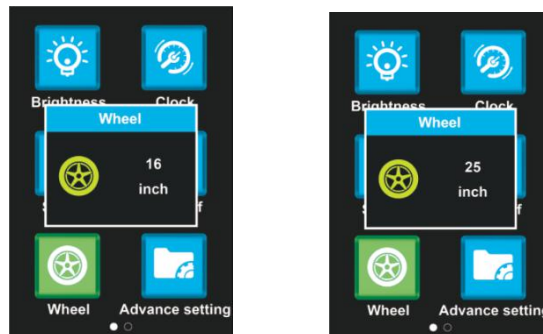 Brightness Clock
Wheel
16
inch
Wheel Advance setting
Brightness Clock
Wheel
25
inch
Wheel Advance setting